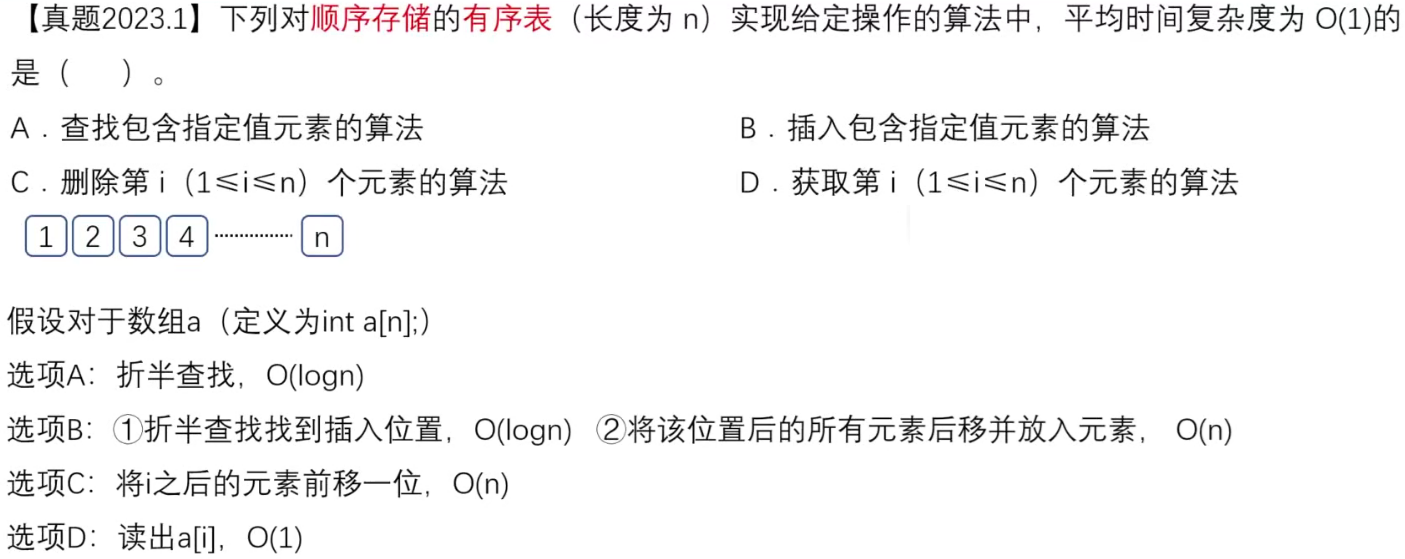 【真题2023.1】下列对顺序存储的有序表（长度为 n）实现给定操作的算法中，平均时间复杂度为 O(1)的
是（　　）。
A．查找包含指定值元素的算法　B．插入包含指定值元素的算法
C．删除第 i（1≤i≤n）个元素的算法　D．获取第 i（1≤i≤n）个元素的算法
1 2 3 4 ················ n
假设对于数组a（定义为int a[n];）
选项A：折半查找，O(logn)
选项B：①折半查找找到插入位置，O(logn) ②将该位置后的所有元素后移并放入元素， O(n)
选项C：将i之后的元素前移一位，O(n)
选项D：读出a[i]，O(1)